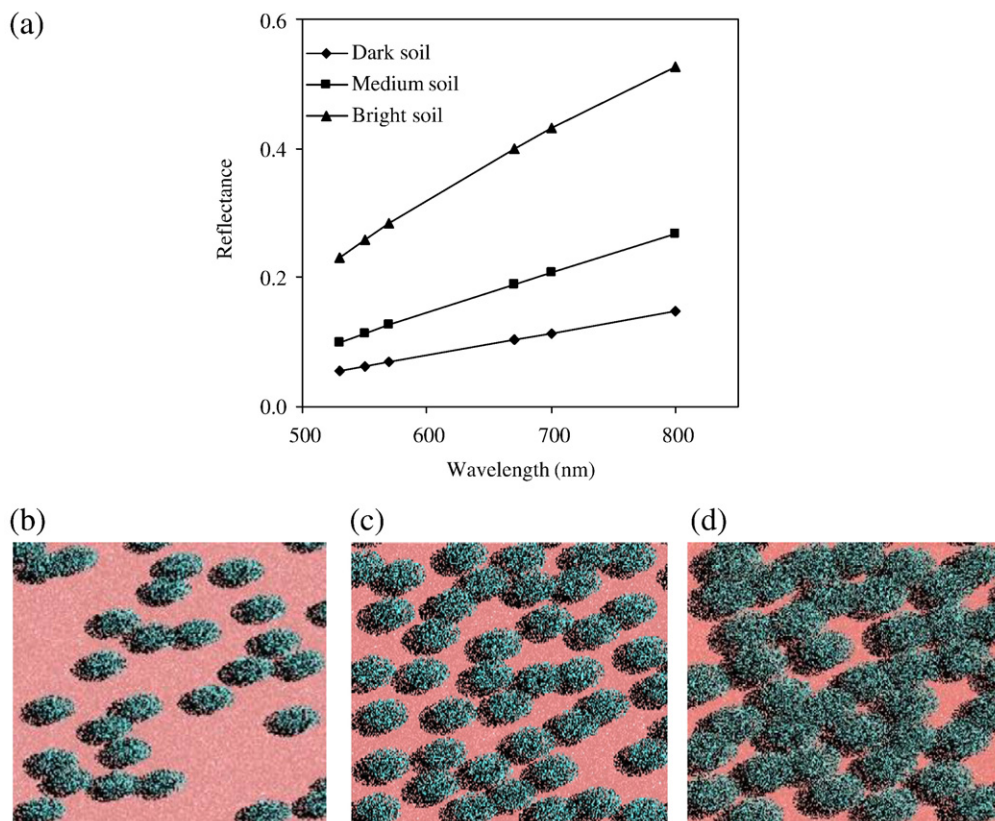 (a)
0.6
Dark soil
Medium soil
Bright soil
0.4
Reflectance
0.2
0.0
500 600 700 800
Wavelength (nm)
(b) (c) (d)